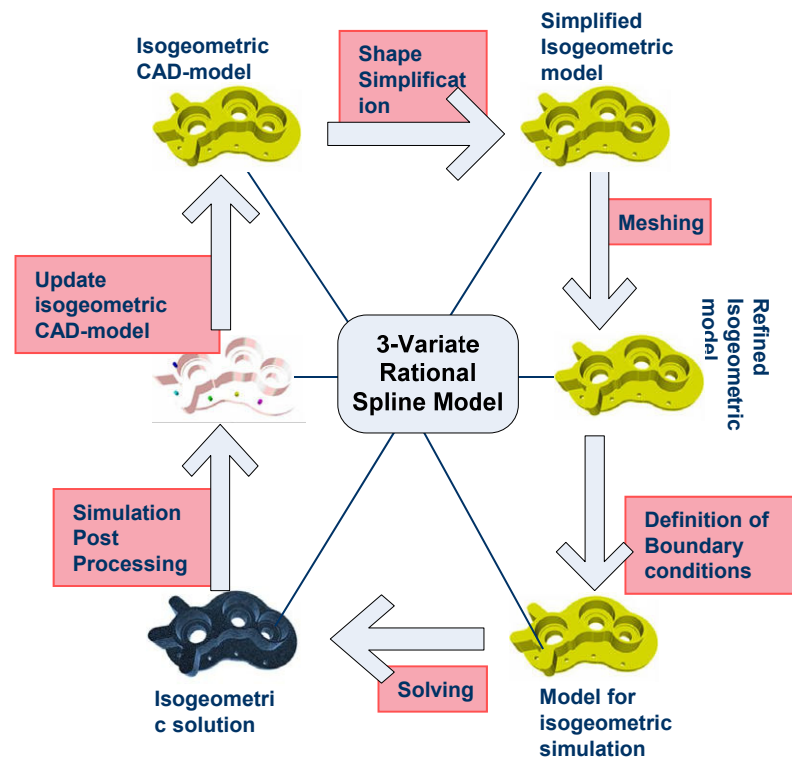 Isogeometric
CAD-model
Shape
Simplificat
ion
Simplified
Isogeometric
model
Meshing
Refined
Isogeometric
model
Definition of
Boundary
conditions
Model for
isogeometric
simulation
Solving
Isogeometri
c solution
Simulation
Post
Processing
Update
isogeometric
CAD-model
3-Variate
Rational
Spline Model